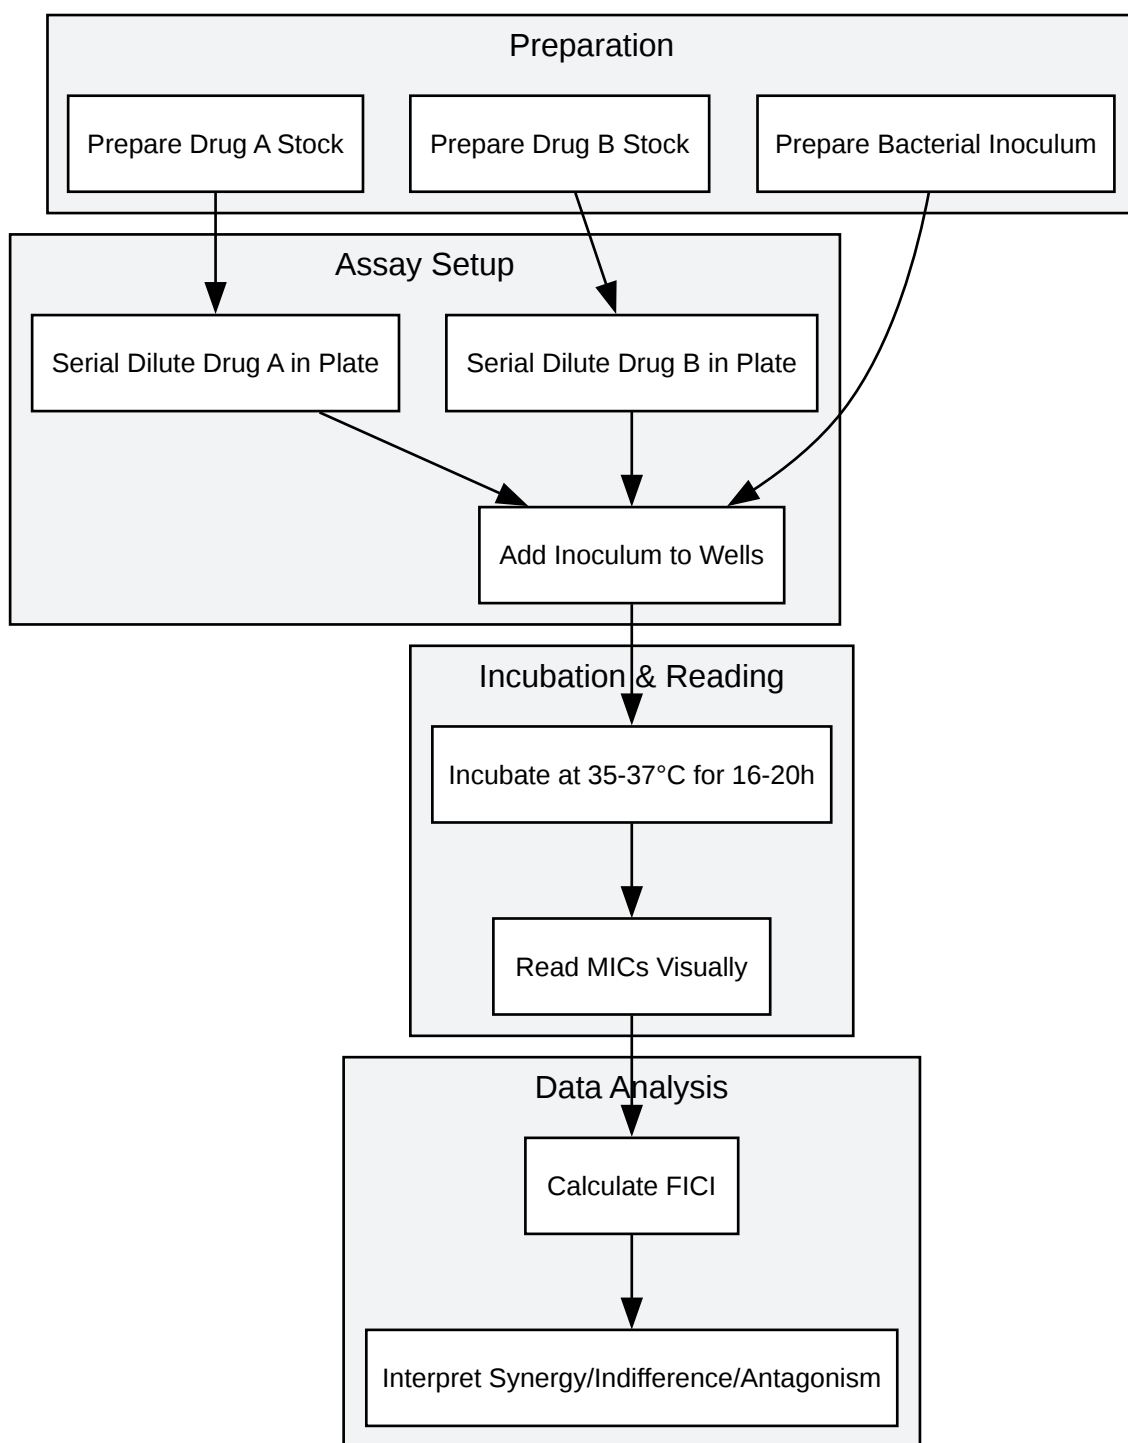 Preparation
Prepare Drug A Stock
Prepare Drug B Stock
Prepare Bacterial Inoculum
Assay Setup
Serial Dilute Drug A in Plate
Serial Dilute Drug B in Plate
Add Inoculum to Wells
Incubation & Reading
Incubate at 35-37°C for 16-20h
Read MICs Visually
Data Analysis
Calculate FICI
Interpret Synergy/Indifference/Antagonism